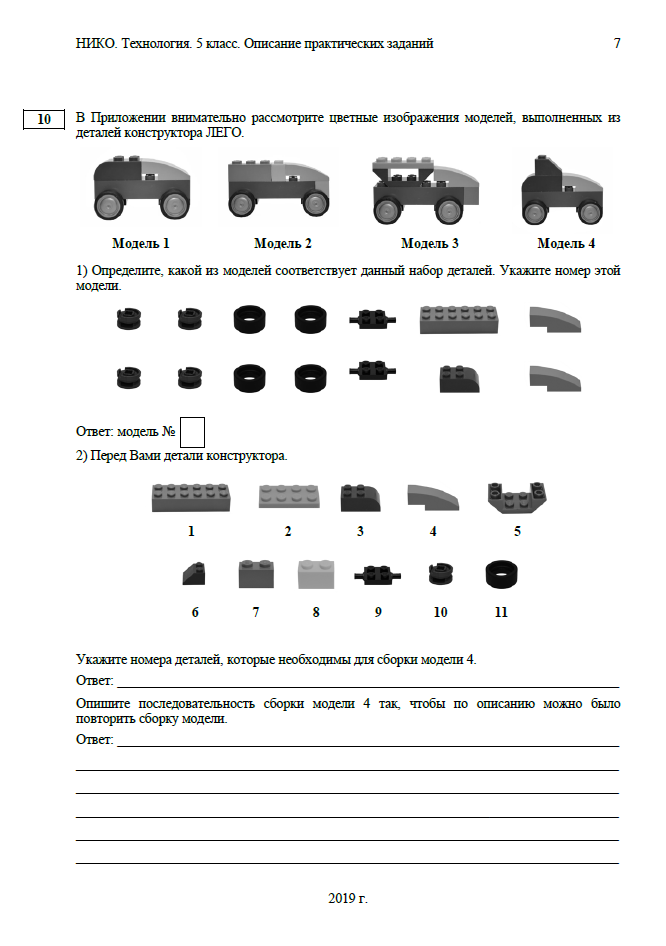 НИКО. Технология. 5 класс. Описание практических заданий 7
10
В Приложении внимательно рассмотрите цветные изображения моделей, выполненных из
деталей конструктора ЛЕГО.
Модель 1 Модель 2 Модель 3 Модель 4
1) Определите, какой из моделей соответствует данный набор деталей. Укажите номер этой
модели.
Ответ: модель №
2) Перед Вами детали конструктора.
1 2 3 4 5
6 7 8 9 10 11
Укажите номера деталей, которые необходимы для сборки модели 4.
Ответ:
Опишите последовательность сборки модели 4 так, чтобы по описанию можно было
повторить сборку модели.
Ответ:
2019 г.